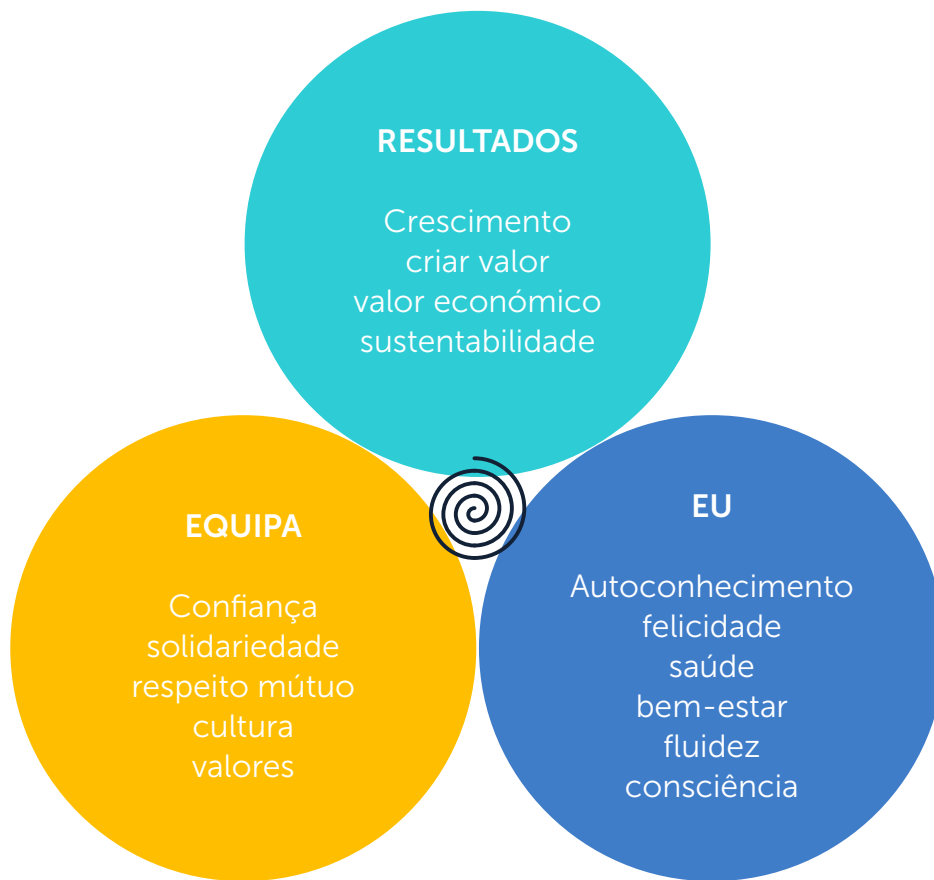 RESULTADOS
Crescimento
criar valor
valor económico
sustentabilidade
EQUIPA
Confiança
solidariedade
respeito mútuo
cultura
valores
EU
Autoconhecimento
felicidade
saúde
bem-estar
fluidez
consciência